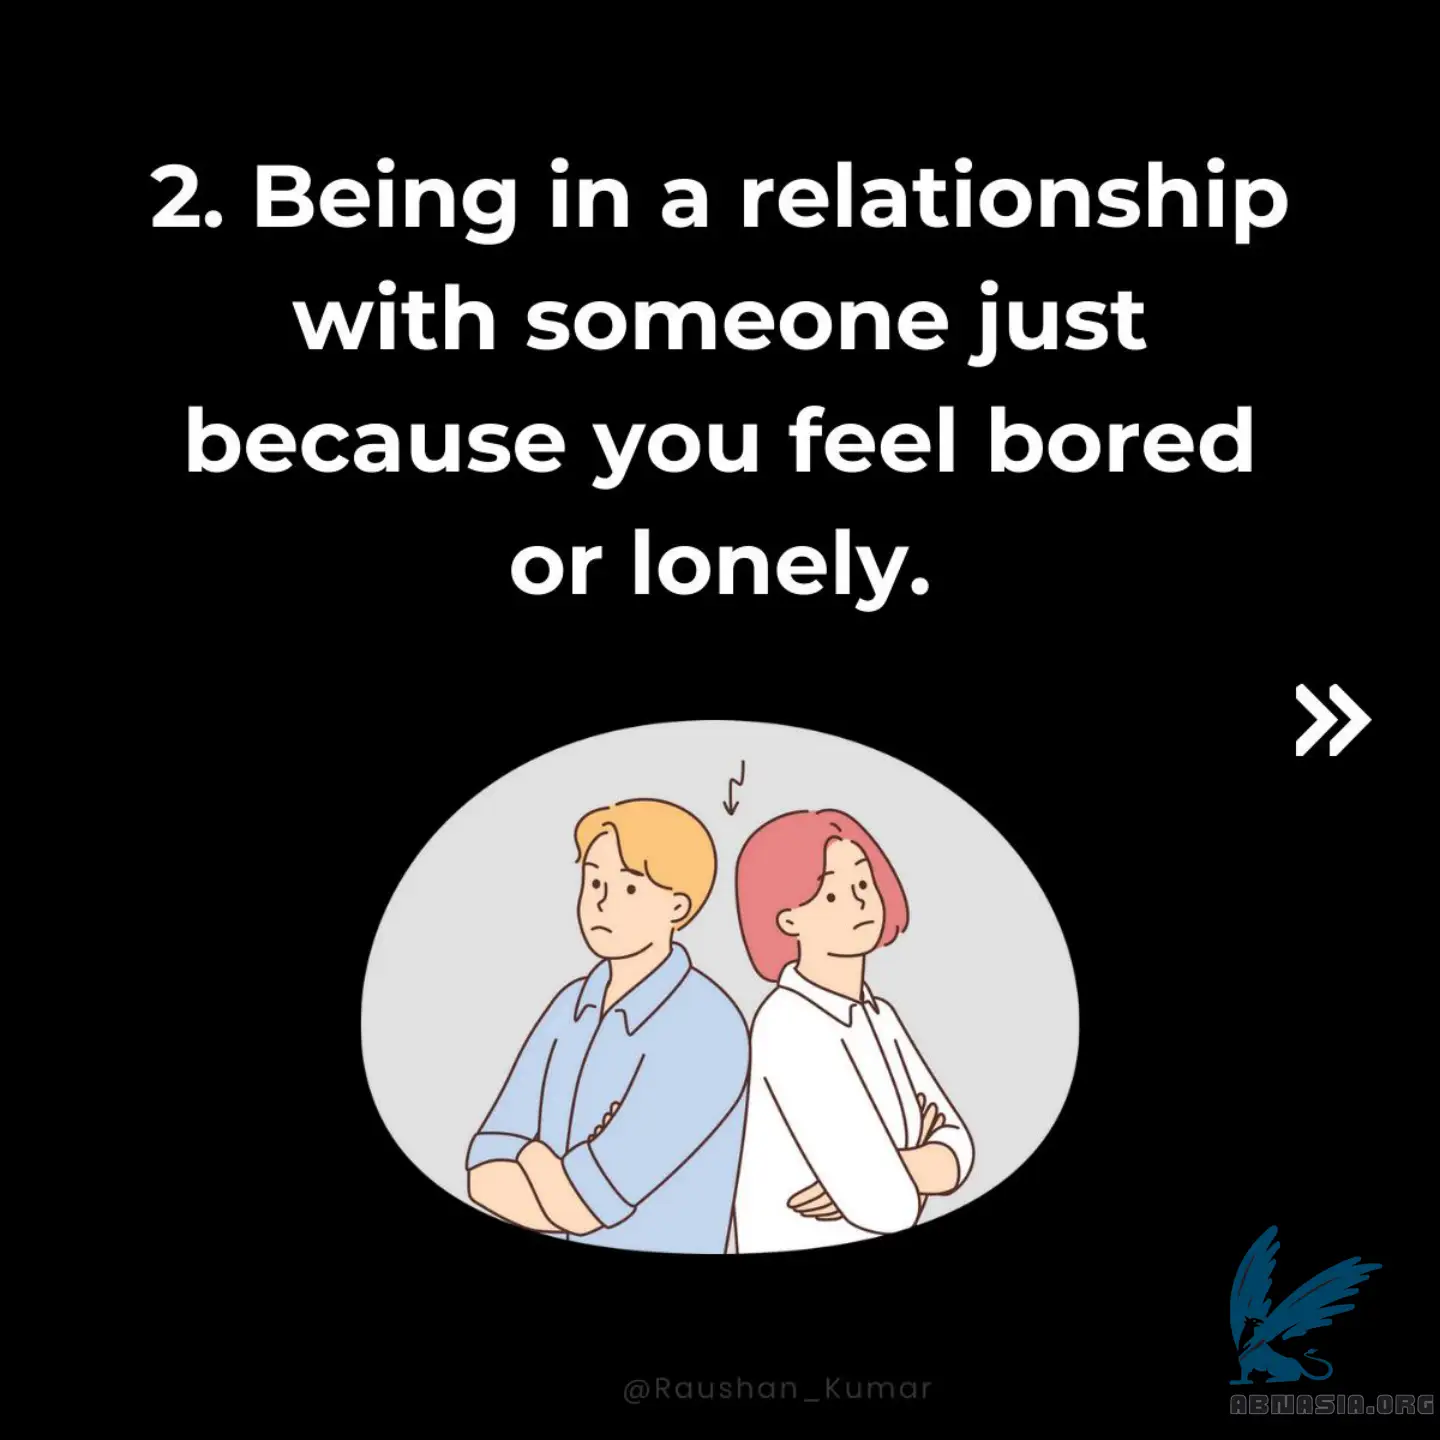 2. Being in a relationship
with someone just
because you feel bored
or lonely.
@Raushan_Kumar
ABNASIA.ORG